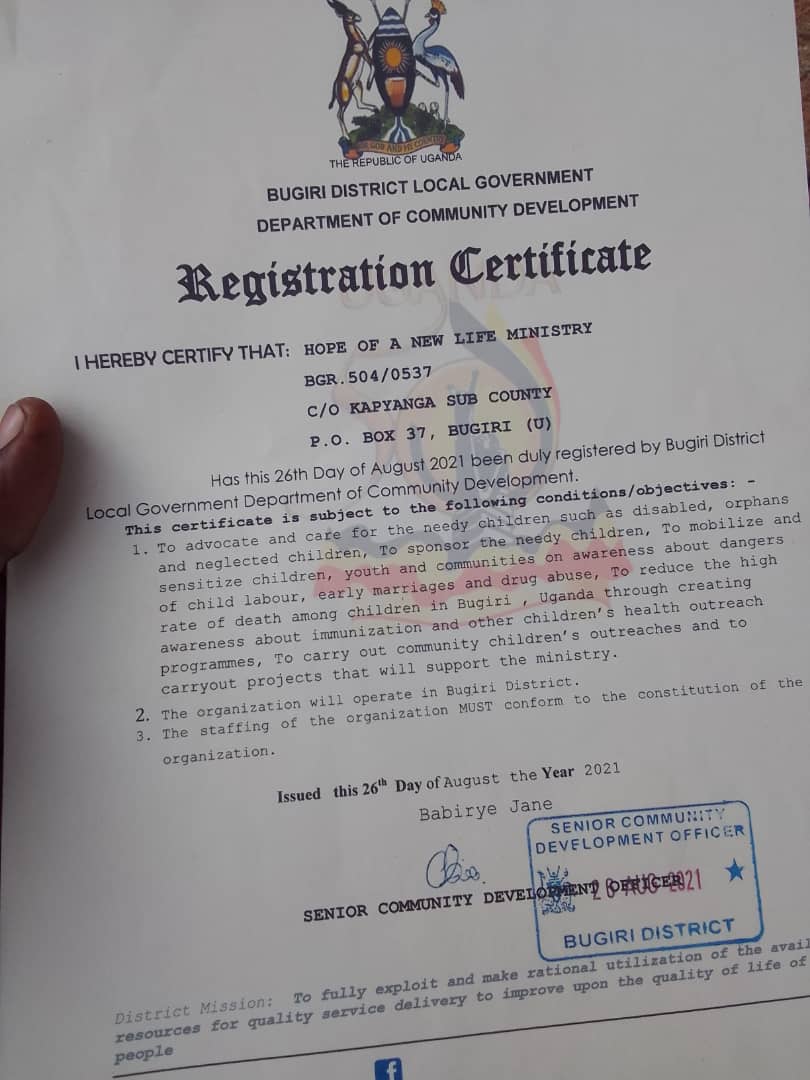 FOR GOD AND MY COUNTRY
THE REPUBLIC OF UGANDA
BUGIRI DISTRICT LOCAL GOVERNMENT
DEPARTMENT OF COMMUNITY DEVELOPMENT
Registration Certificate
I HEREBY CERTIFY THAT: HOPE OF A NEW LIFE MINISTRY
BGR.504/0537
C/O KAPYANGA SUB COUNTY
P.O. BOX 37, BUGIRI (U)
Has this 26th Day of August 2021 been duly registered by Bugiri District
Local Government Department of Community Development.
This certificate is subject to the following conditions/objectives: -
1. To advocate and care for the needy children such as disabled, orphans
and neglected children, To sponsor the needy children, To mobilize and
sensitize children, youth and communities on awareness about dangers
of child labour, early marriages and drug abuse, To reduce the high
rate of death among children in Bugiri , Uganda through creating
awareness about immunization and other children's health outreach
programmes, To carry out community children's outreaches and to
carryout projects that will support the ministry.
2. The organization will operate in Bugiri District.
3. The staffing of the organization MUST conform to the constitution of the
organization.
Issued this 26th Day of August the Year 2021
Babirye Jane
SENIOR COMMUNITY DEVELOPMENT OFFICER
SENIOR COMMUNITY
DEVELOPMENT OFFICER
26 AUG 2021
BUGIRI DISTRICT
District Mission: To fully exploit and make rational utilization of the avail
resources for quality service delivery to improve upon the quality of life of
people